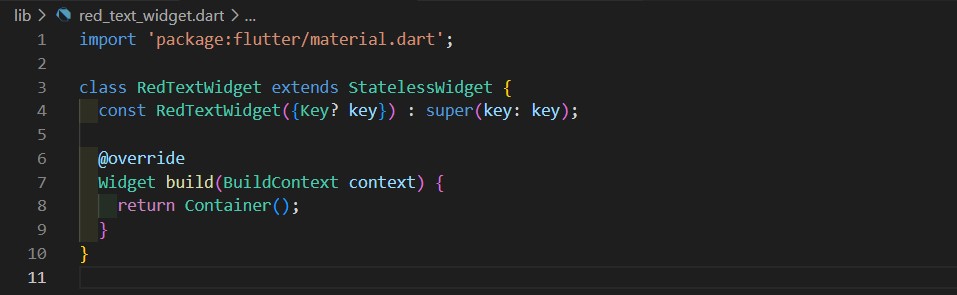 lib > red_text_widget.dart > ...
1 import 'package:flutter/material.dart';
2
3 class RedTextWidget extends StatelessWidget {
4   const RedTextWidget({Key? key}) : super(key: key);
5
6   @override
7   Widget build(BuildContext context) {
8     return Container();
9   }
10 }
11